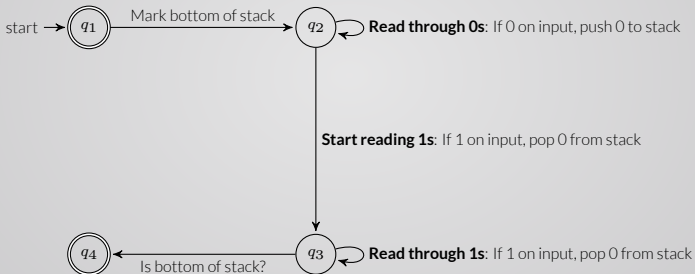 start q1 Mark bottom of stack q2 Read through 0s: If 0 on input, push 0 to stack
Start reading 1s: If 1 on input, pop 0 from stack
q4 Is bottom of stack? q3 Read through 1s: If 1 on input, pop 0 from stack